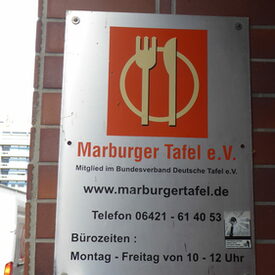 Marburger Tafel e.V.
Mitglied im Bundesverband Deutsche Tafel e.V.
www.marburgertafel.de
Telefon 06421 - 61 40 53
Bürozeiten :
Montag - Freitag von 10 - 12 Uhr